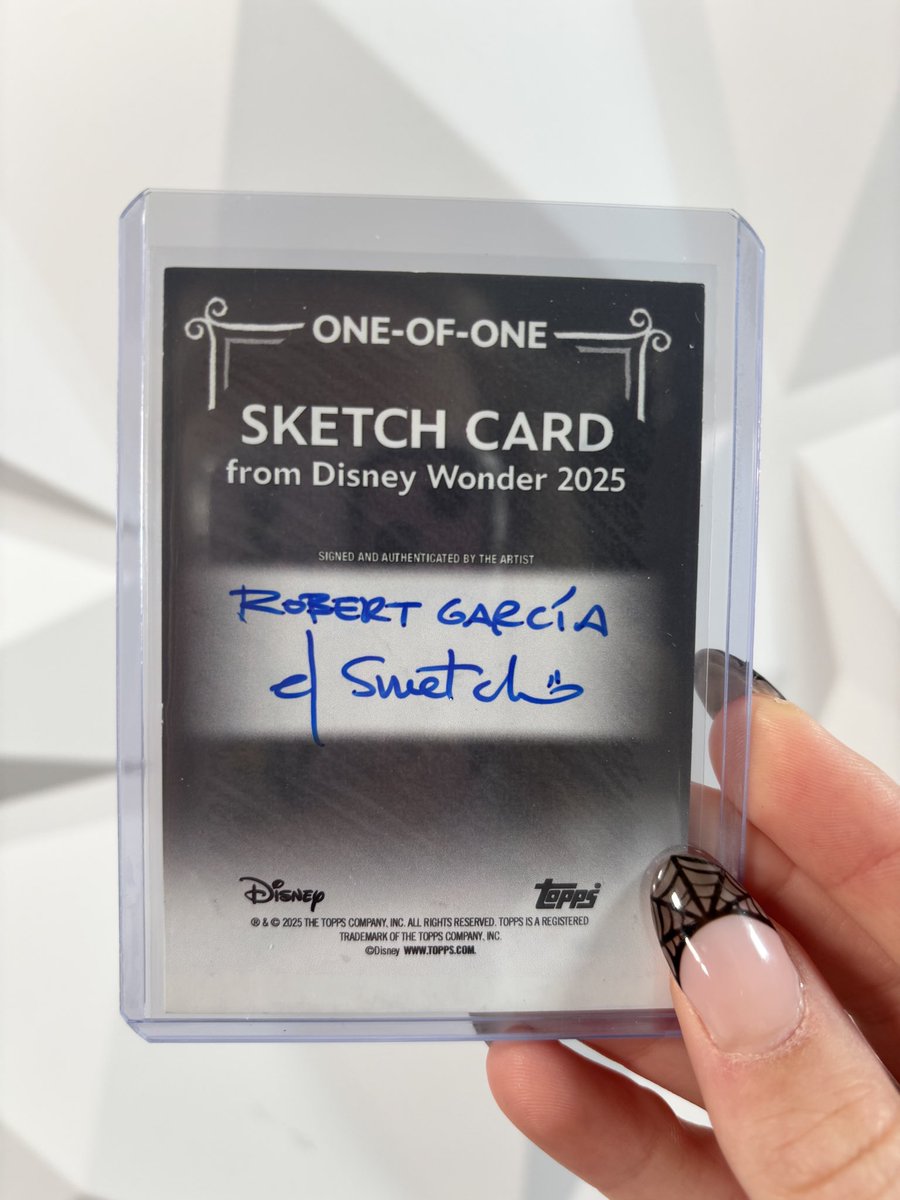 ONE-OF-ONE
SKETCH CARD
from Disney Wonder 2025
SIGNED AND AUTHENTICATED BY THE ARTIST
ROBERT GARCÍA
Disney
topps
® & © 2025 THE TOPPS COMPANY, INC. ALL RIGHTS RESERVED. TOPPS IS A REGISTERED
TRADEMARK OF THE TOPPS COMPANY, INC.
©Disney WWW.TOPPS.COM.